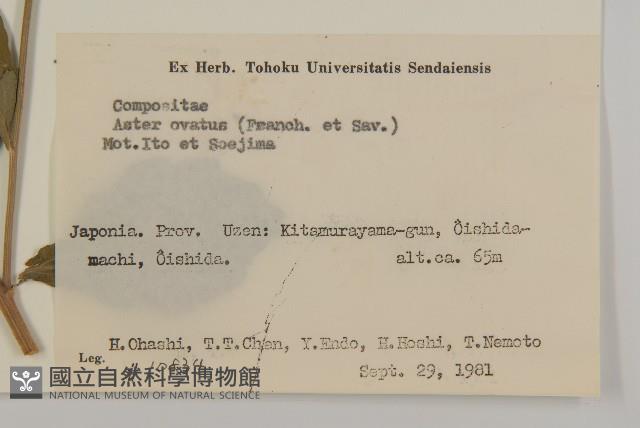 Ex Herb. Tohoku Universitatis Sendaiensis
Compositae
Aster ovatus (Franch. et Sav.)
Mot.Ito et Soejima
Japonia. Prov. Uzen: Kitamurayama-gun, Ôishida-
machi, Ôishida. alt.ca. 65m
H.Ohashi, T.T.Chen, Y.Endo, H.Hoshi, T.Nemoto
Leg.
Sept. 29, 1981
國立自然科學博物館
NATIONAL MUSEUM OF NATURAL SCIENCE